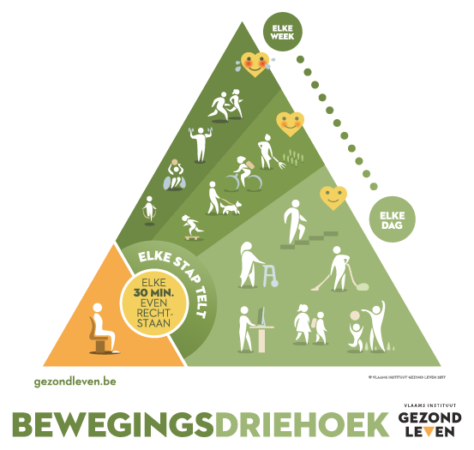 ELKE
WEEK
ELKE
DAG
ELKE STAP TELT
ELKE
30 MIN.
EVEN
RECHT-
STAAN
gezondleven.be
© VLAAMS INSTITUUT GEZOND LEVEN 2017
BEWEGINGSDRIEHOEK
VLAAMS INSTITUUT
GEZOND
LEVEN